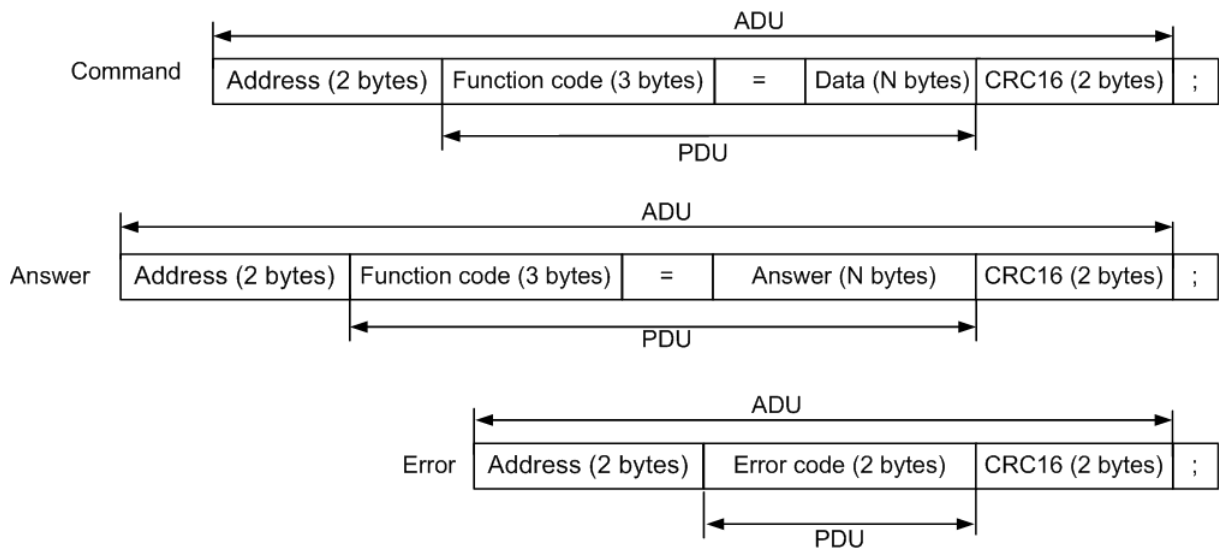 ADU
Command Address (2 bytes) Function code (3 bytes) = Data (N bytes) CRC16 (2 bytes) ;
PDU
ADU
Answer Address (2 bytes) Function code (3 bytes) = Answer (N bytes) CRC16 (2 bytes) ;
PDU
ADU
Error Address (2 bytes) Error code (2 bytes) CRC16 (2 bytes) ;
PDU